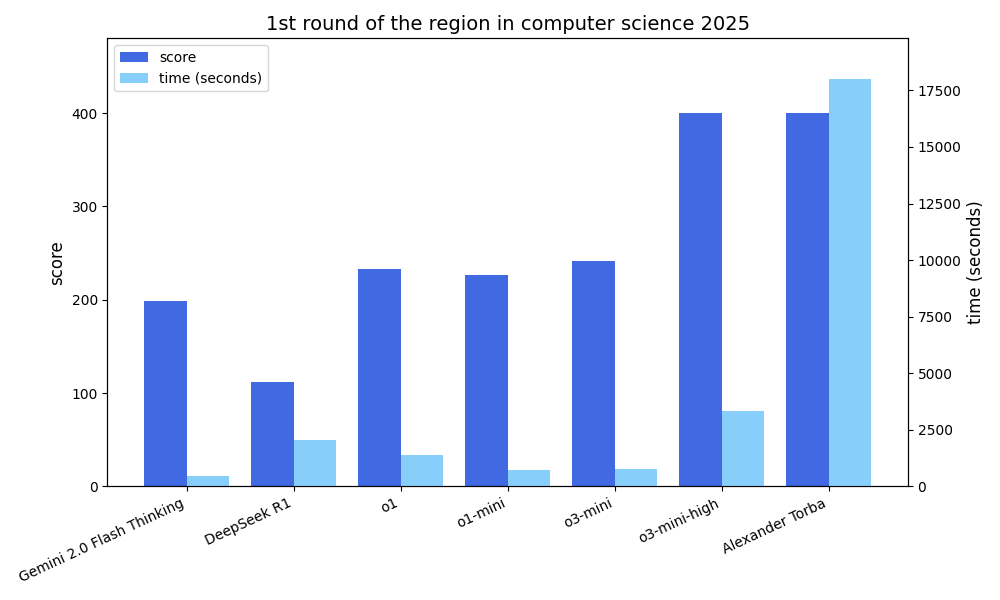 1st round of the region in computer science 2025
score
time (seconds)
400
300
200
100
0
score
17500
15000
12500
10000
7500
5000
2500
0
time (seconds)
Gemini 2.0 Flash Thinking
DeepSeek R1
o1
o1-mini
o3-mini
o3-mini-high
Alexander Torba